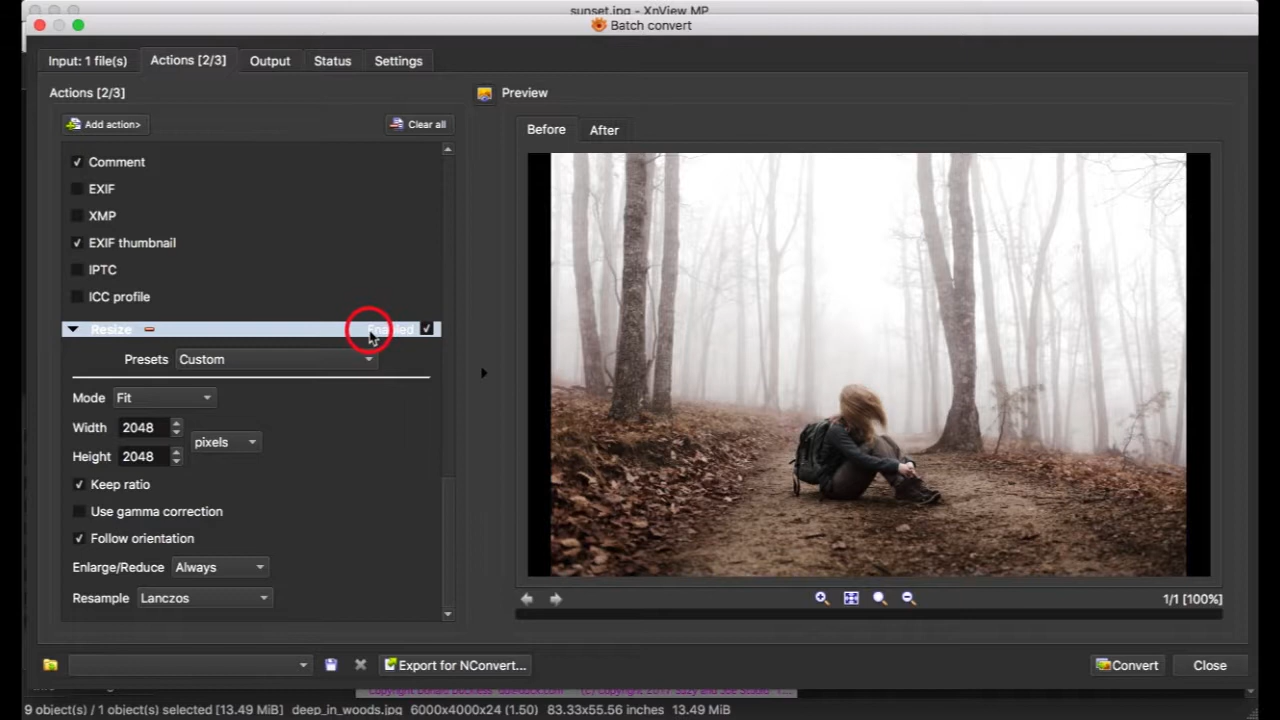 sunset.jpg - XnView MP
Batch convert
Input: 1 file(s)
Actions [2/3]
Output
Status
Settings
Actions [2/3]
Add action>
Clear all
Comment
EXIF
XMP
EXIF thumbnail
IPTC
ICC profile
Resize
Enabled
Presets Custom
Mode Fit
Width 2048
pixels
Height 2048
Keep ratio
Use gamma correction
Follow orientation
Enlarge/Reduce Always
Resample Lanczos
Preview
Before
After
1/1 [100%]
Export for NConvert...
Convert
Close
9 object(s) / 1 object(s) selected [13.49 MiB] deep_in_woods.jpg 6000x4000x24 (1.50) 83.33x55.56 inches 13.49 MiB